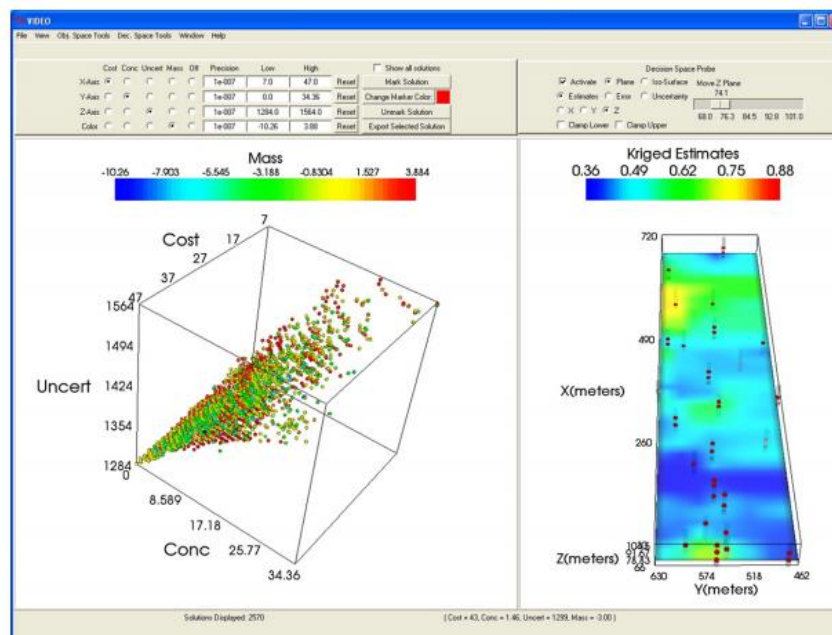 VIDEO
File View Obj. Space Tools Dec. Space Tools Window Help
Cost Conc Uncert Mass Off Precision Low High Show all solutions
X-Axis 1e-007 7.0 47.0 Reset Mark Solution
Y-Axis 1e-007 0.0 34.36 Reset Change Marker Color
Z-Axis 1e-007 1284.0 1564.0 Reset Unmark Solution
Color 1e-007 -10.26 3.88 Reset Export Selected Solution
Decision Space Probe
Activate Plane Iso-Surface Move Z Plane
Estimates Error Uncertainty 74.1
X Y Z
68.0 76.3 84.5 92.8 101.0
Clamp Lower Clamp Upper
Mass
-10.26 -7.903 -5.545 -3.188 -0.8304 1.527 3.884
7
Cost 17
27
37
47
1564
1494
Uncert 1424
1354
1284
0
8.589
17.18
Conc 25.77
34.36
Kriged Estimates
0.36 0.49 0.62 0.75 0.88
720
490
X(meters)
260
Z(meters)
66
630 574 518 462
Y(meters)
Solutions Displayed: 2570 ( Cost = 43, Conc = 1.46, Uncert = 1299, Mass = -3.00 )